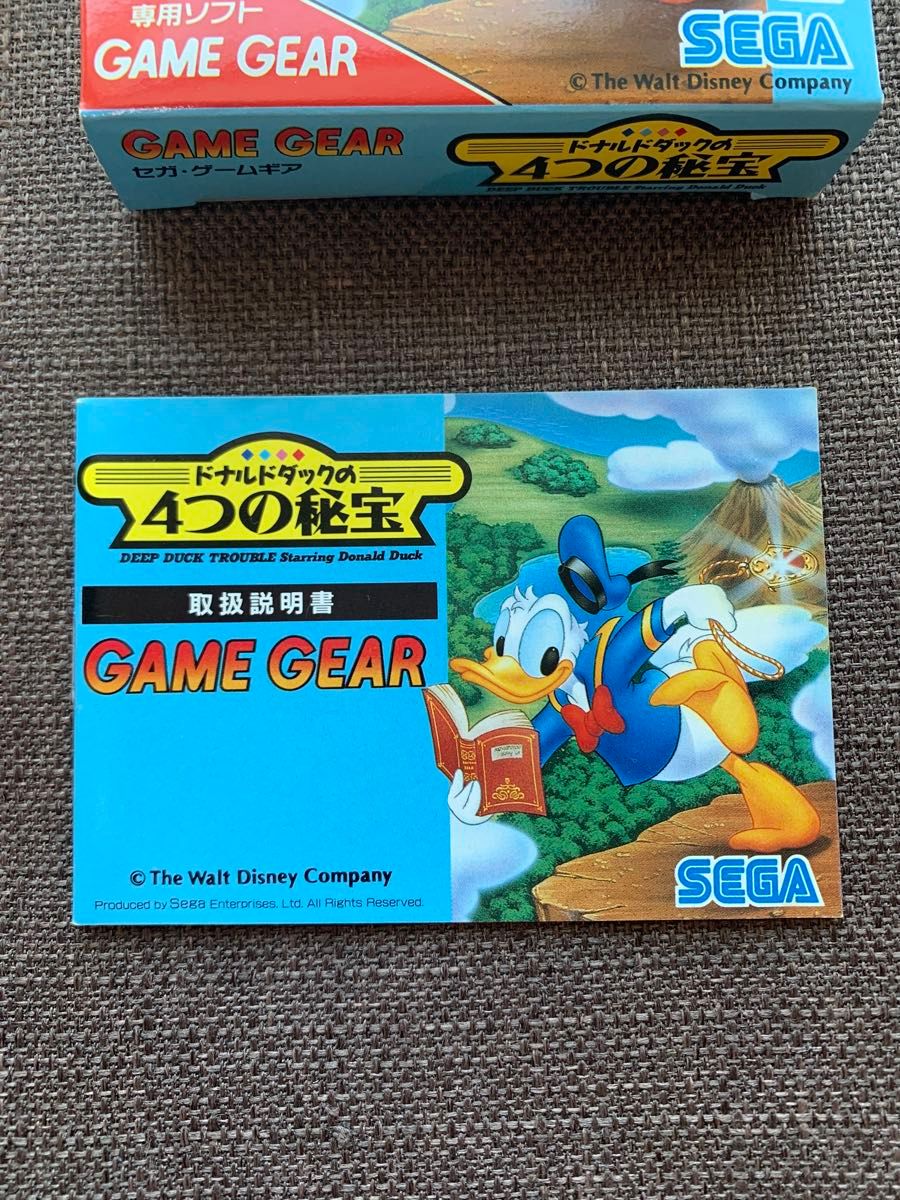 専用ソフト
GAME GEAR
SEGA
© The Walt Disney Company
GAME GEAR
セガ・ゲームギア
ドナルドダックの
4つの秘宝
DEEP DUCK TROUBLE Starring Donald Duck
ドナルドダックの
4つの秘宝
DEEP DUCK TROUBLE Starring Donald Duck
取扱説明書
GAME GEAR
© The Walt Disney Company
Produced by Sega Enterprises, Ltd. All Rights Reserved.
SEGA